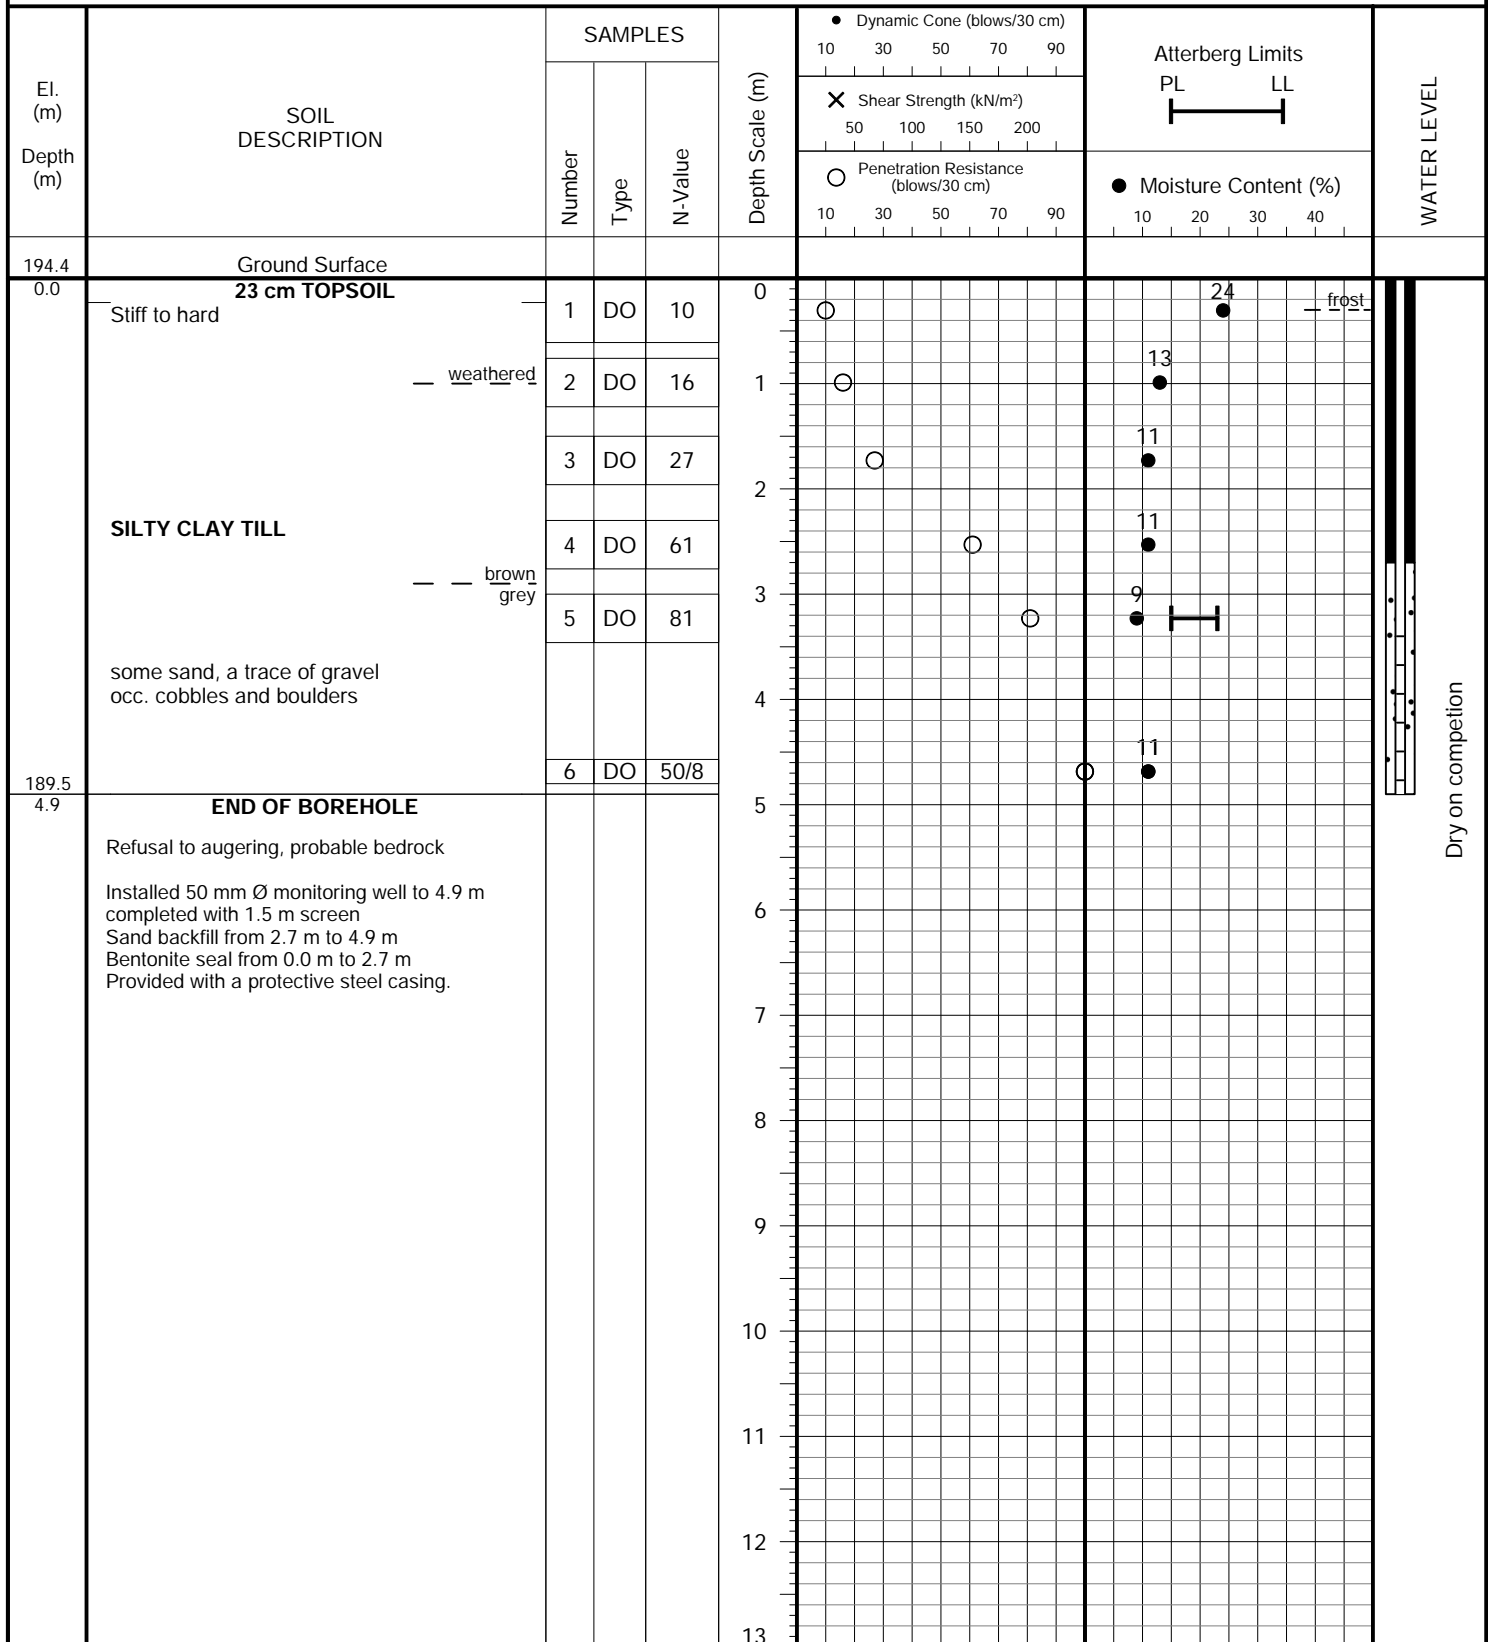 El.
(m)
Depth
(m)
SOIL
DESCRIPTION
SAMPLES
Number
Type
N-Value
Depth Scale (m)
Dynamic Cone (blows/30 cm)
10 30 50 70 90
Shear Strength (kN/m²)
50 100 150 200
Penetration Resistance
(blows/30 cm)
10 30 50 70 90
Atterberg Limits
PL LL
Moisture Content (%)
10 20 30 40
WATER LEVEL
194.4 Ground Surface
0.0 23 cm TOPSOIL 0 24
Stiff to hard 1 DO 10 frost
13
weathered 2 DO 16 1
11
3 DO 27
2
SILTY CLAY TILL 11
4 DO 61
brown
grey 3 9
5 DO 81
some sand, a trace of gravel
occ. cobbles and boulders 4
11
6 DO 50/8
189.5
4.9 END OF BOREHOLE 5
Dry on competion
Refusal to augering, probable bedrock
Installed 50 mm Ø monitoring well to 4.9 m
completed with 1.5 m screen 6
Sand backfill from 2.7 m to 4.9 m
Bentonite seal from 0.0 m to 2.7 m
Provided with a protective steel casing.
7
8
9
10
11
12
13